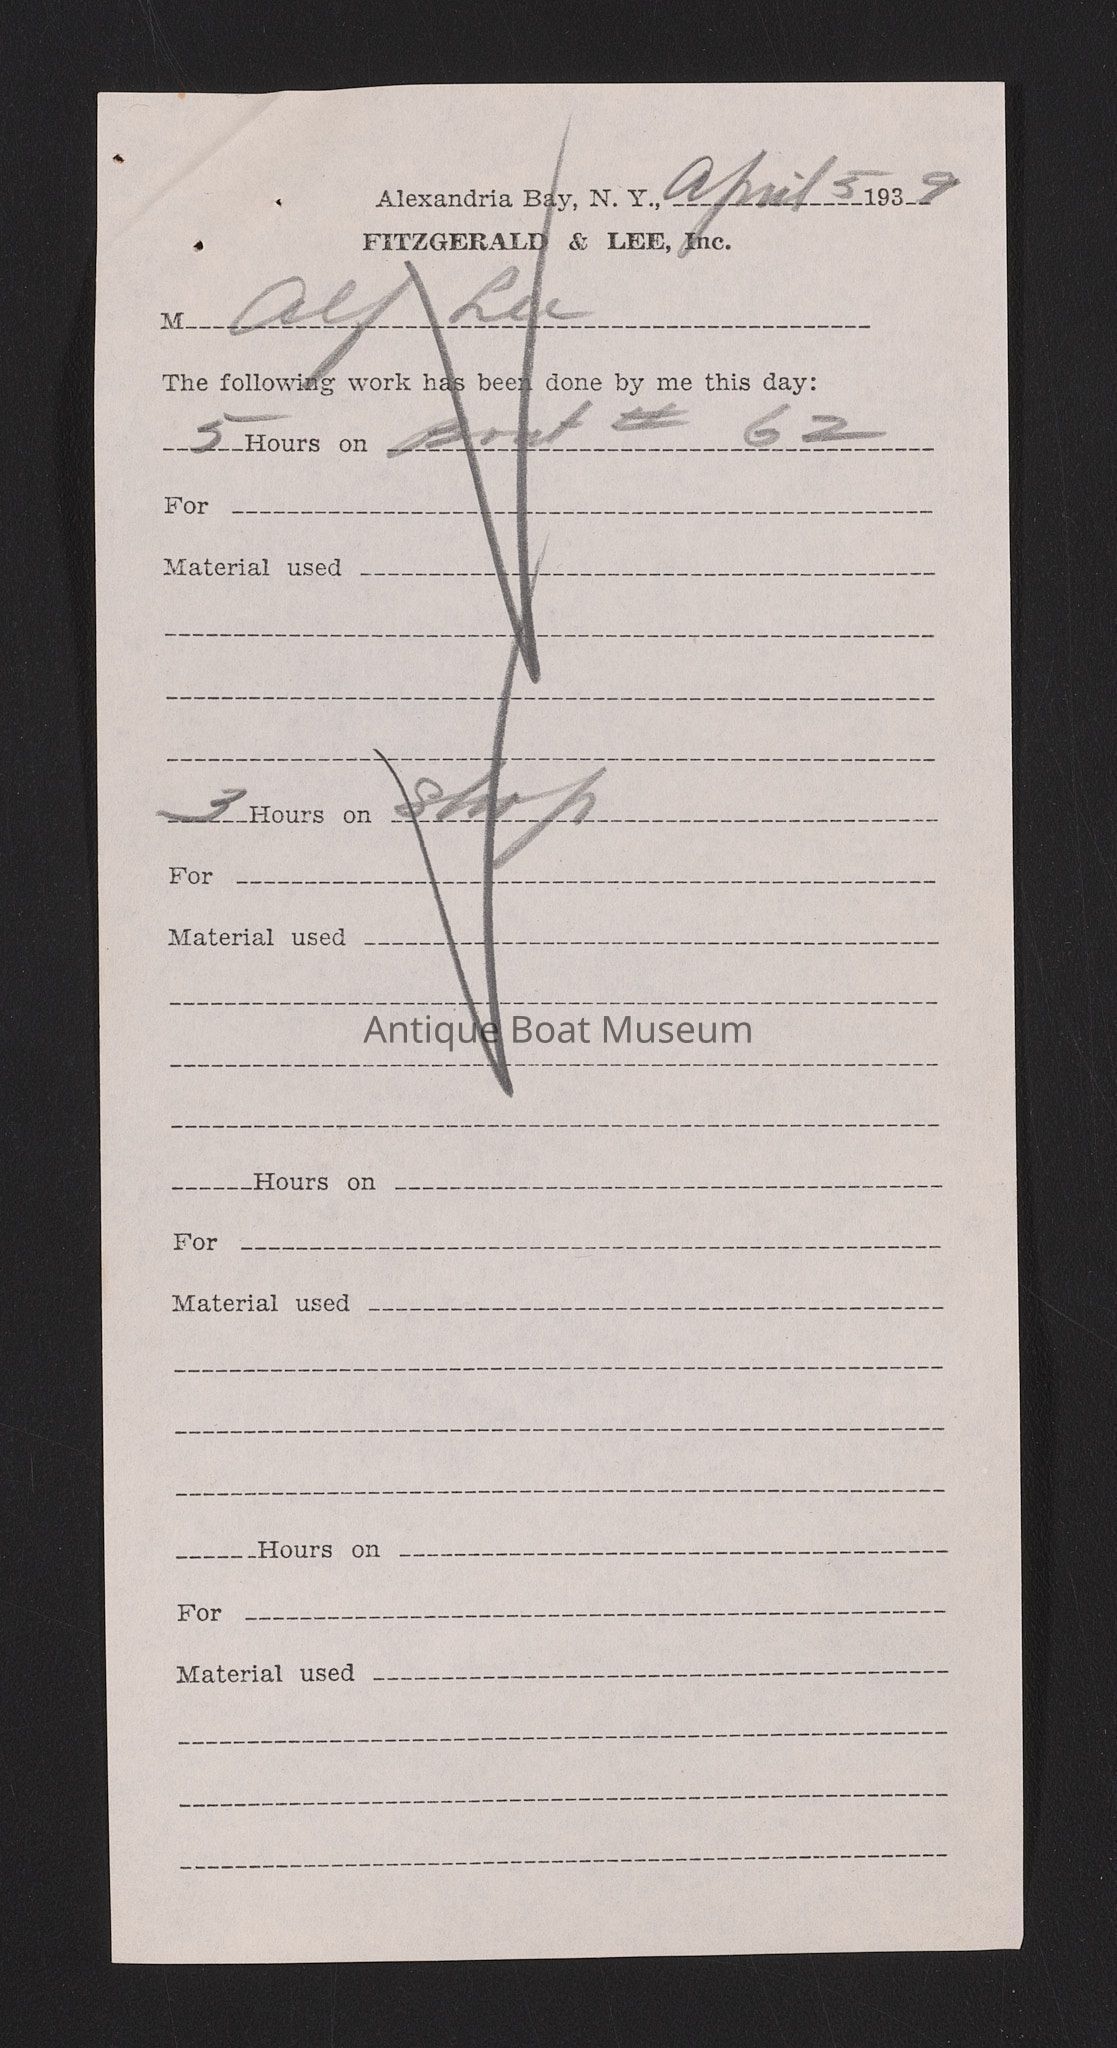 Alexandria Bay, N. Y., April 5 1939
FITZGERALD & LEE, Inc.
M Alf Lee
The following work has been done by me this day:
5 Hours on Boat # 62
For
Material used
3 Hours on Shop
For
Material used
Antique Boat Museum
Hours on
For
Material used
Hours on
For
Material used